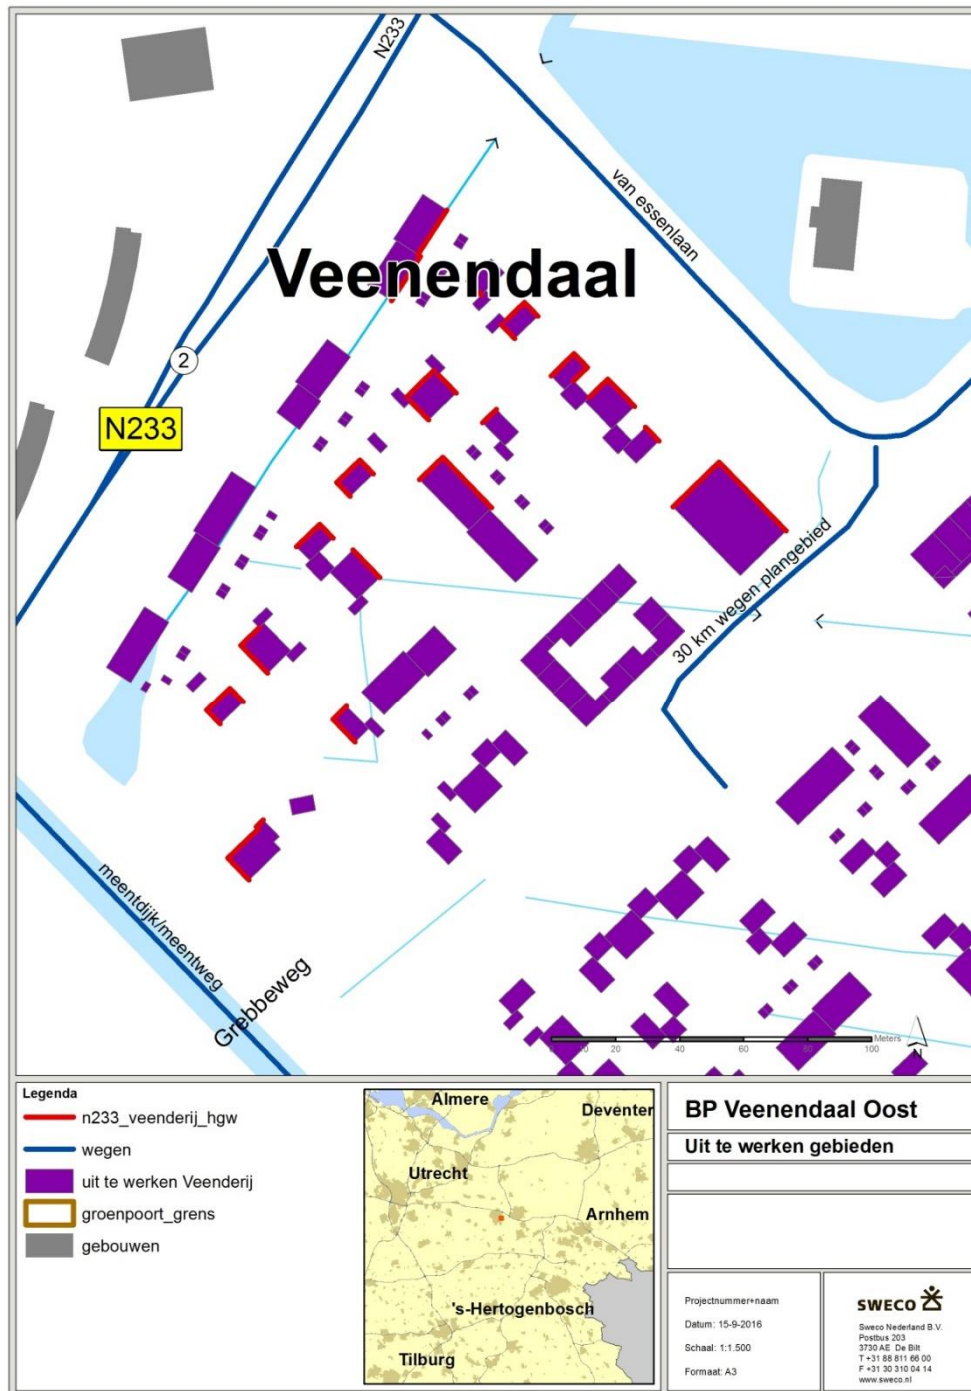 N233
van essenlaan
Veenendaal
2
N233
30 km wegen plangebied
meentdijk/meentweg
Grebbeweg
Meters
20
40
60
80
100
N
Legenda
n233_veenderij_hgw
wegen
uit te werken Veenderij
groenpoort_grens
gebouwen
Almere
Deventer
Utrecht
Arnhem
's-Hertogenbosch
Tilburg
BP Veenendaal Oost
Uit te werken gebieden
Projectnummer+naam
Datum: 15-9-2016
Schaal: 1:1.500
Formaat: A3
SWECO
Sweco Nederland B.V.
Postbus 203
3730 AE De Bilt
T +31 88 811 66 00
F +31 30 310 04 14
www.sweco.nl